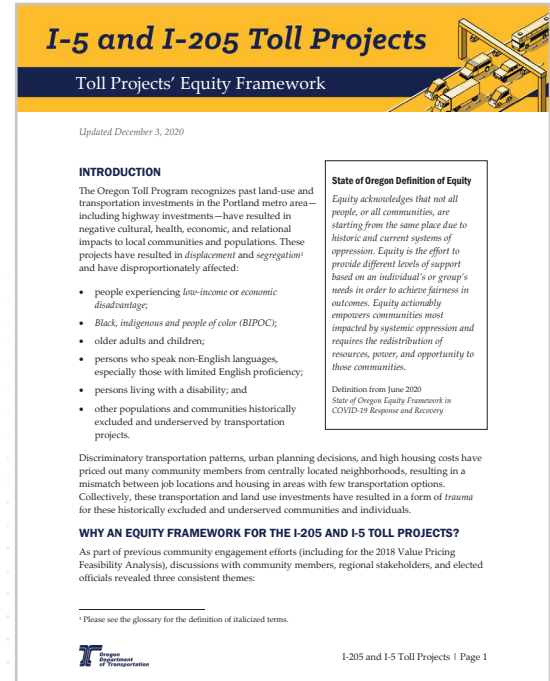 I-5 and I-205 Toll Projects
Toll Projects' Equity Framework
Updated December 3, 2020
INTRODUCTION
The Oregon Toll Program recognizes past land-use and
transportation investments in the Portland metro area—
including highway investments—have resulted in
negative cultural, health, economic, and relational
impacts to local communities and populations. These
projects have resulted in displacement and segregation¹
and have disproportionately affected:
• people experiencing low-income or economic
disadvantage;
• Black, indigenous and people of color (BIPOC);
• older adults and children;
• persons who speak non-English languages,
especially those with limited English proficiency;
• persons living with a disability; and
• other populations and communities historically
excluded and underserved by transportation
projects.
State of Oregon Definition of Equity
Equity acknowledges that not all
people, or all communities, are
starting from the same place due to
historic and current systems of
oppression. Equity is the effort to
provide different levels of support
based on an individual's or group's
needs in order to achieve fairness in
outcomes. Equity actionably
empowers communities most
impacted by systemic oppression and
requires the redistribution of
resources, power, and opportunity to
those communities.
Definition from June 2020
State of Oregon Equity Framework in
COVID-19 Response and Recovery
Discriminatory transportation patterns, urban planning decisions, and high housing costs have
priced out many community members from centrally located neighborhoods, resulting in a
mismatch between job locations and housing in areas with few transportation options.
Collectively, these transportation and land use investments have resulted in a form of trauma
for these historically excluded and underserved communities and individuals.
WHY AN EQUITY FRAMEWORK FOR THE I-205 AND I-5 TOLL PROJECTS?
As part of previous community engagement efforts (including for the 2018 Value Pricing
Feasibility Analysis), discussions with community members, regional stakeholders, and elected
officials revealed three consistent themes:
¹ Please see the glossary for the definition of italicized terms.
Oregon
Department
of Transportation
I-205 and I-5 Toll Projects | Page 1